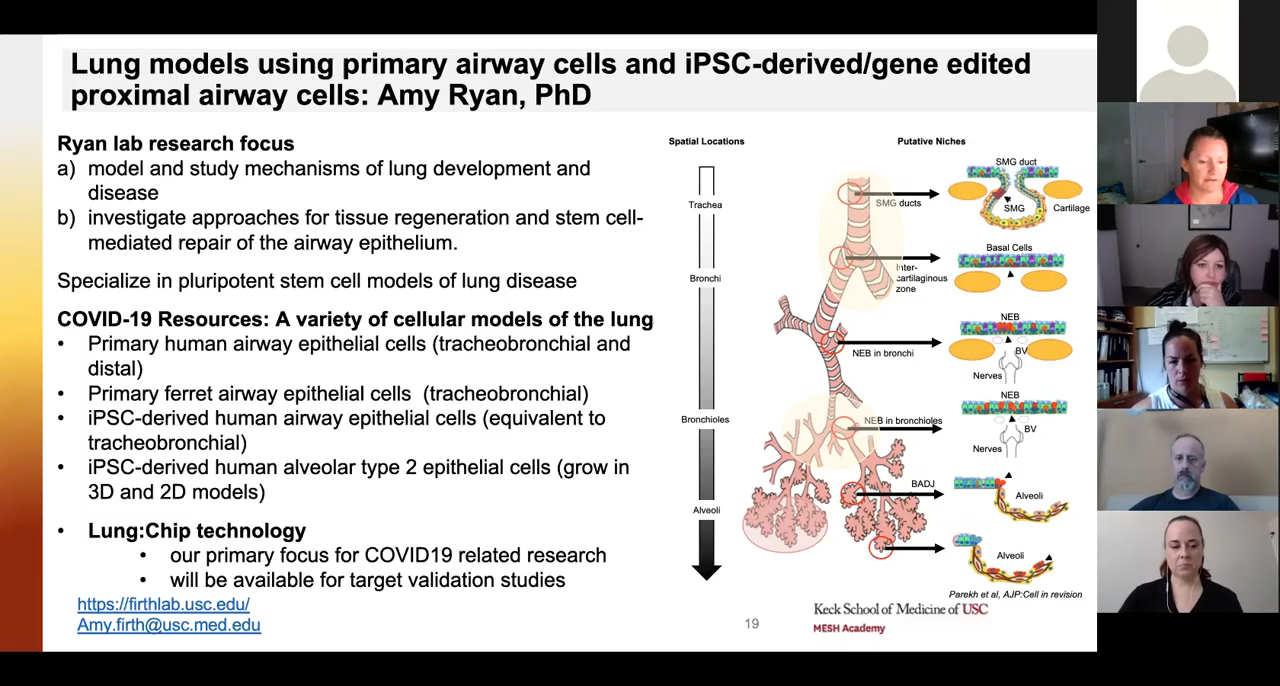 Lung models using primary airway cells and iPSC-derived/gene edited
proximal airway cells: Amy Ryan, PhD
Ryan lab research focus
a) model and study mechanisms of lung development and
disease
b) investigate approaches for tissue regeneration and stem cell-
mediated repair of the airway epithelium.
Specialize in pluripotent stem cell models of lung disease
COVID-19 Resources: A variety of cellular models of the lung
• Primary human airway epithelial cells (tracheobronchial and
distal)
• Primary ferret airway epithelial cells (tracheobronchial)
• iPSC-derived human airway epithelial cells (equivalent to
tracheobronchial)
• iPSC-derived human alveolar type 2 epithelial cells (grow in
3D and 2D models)
• Lung:Chip technology
• our primary focus for COVID19 related research
• will be available for target validation studies
https://firthlab.usc.edu/
Amy.firth@usc.med.edu
Spatial Locations
Trachea
Bronchi
Bronchioles
Alveoli
Putative Niches
SMG ducts
SMG duct
SMG
Cartilage
Inter-
cartilaginous
zone
Basal Cells
NEB in bronchi
NEB
BV
Nerves
NEB in bronchioles
NEB
BV
Nerves
BADJ
Alveoli
Alveoli
Parekh et al, AJP:Cell in revision
19
Keck School of Medicine of USC
MESH Academy